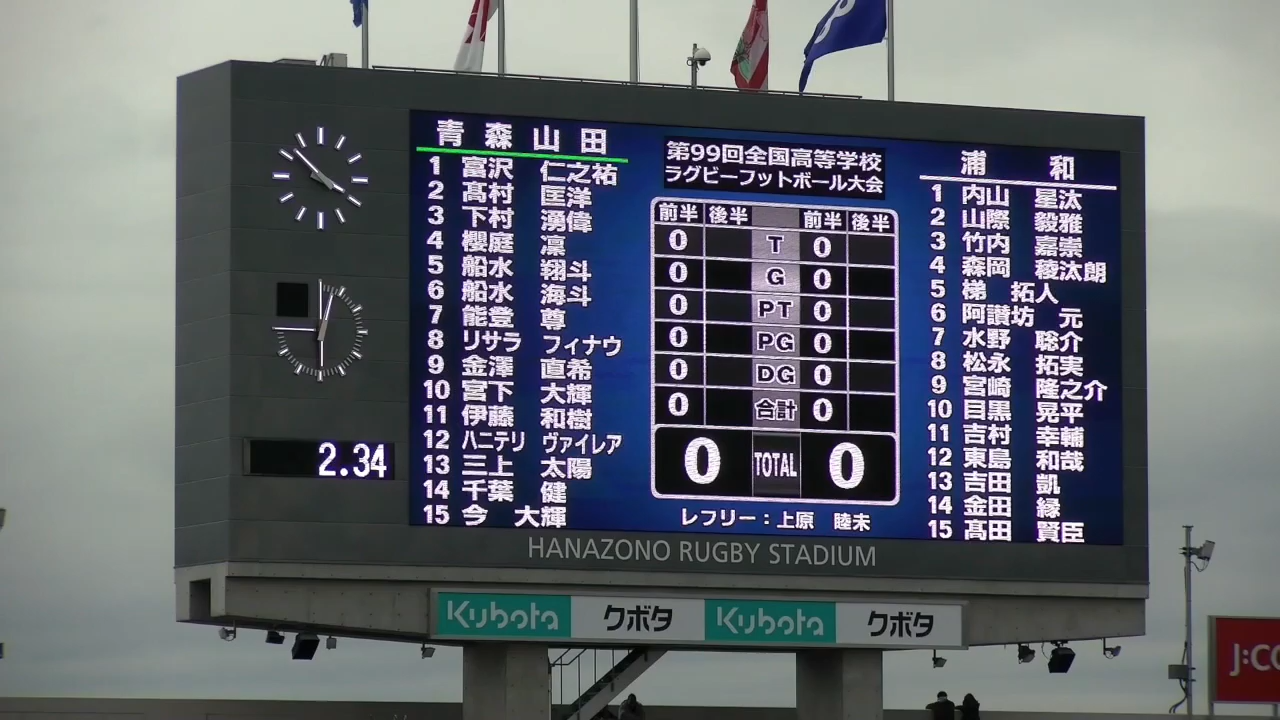 青森山田
1 富沢 仁之祐
2 髙村 匡洋
3 下村 湧偉
4 櫻庭 凛
5 船水 翔斗
6 船水 海斗
7 能登 尊
8 リサラ フィナウ
9 金澤 直希
10 宮下 大輝
11 伊藤 和樹
12 ハニテリ ヴァイレア
13 三上 太陽
14 千葉 健
15 今 大輝
第99回全国高等学校
ラグビーフットボール大会
前半 後半 前半 後半
0 T 0
0 G 0
0 PT 0
0 PG 0
0 DG 0
0 合計 0
0 TOTAL 0
レフリー：上原 睦未
浦和
1 内山 星汰
2 山際 毅雅
3 竹内 嘉崇
4 森岡 稜汰朗
5 梯 拓人
6 阿讃坊 元
7 水野 聡介
8 松永 拓実
9 宮崎 隆之介
10 目黒 晃平
11 吉村 幸輔
12 東島 和哉
13 吉田 凱
14 金田 縁
15 髙田 賢臣
2.34
HANAZONO RUGBY STADIUM
Kubota クボタ Kubota クボタ